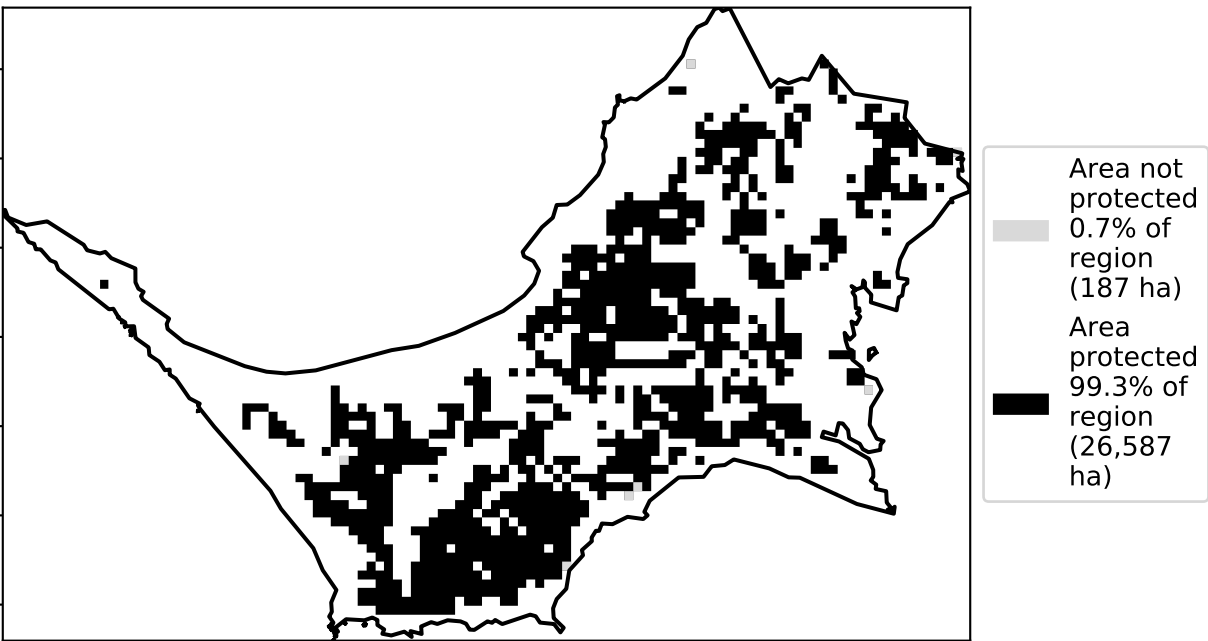 Area not
protected
0.7% of
region
(187 ha)
Area
protected
99.3% of
region
(26,587
ha)